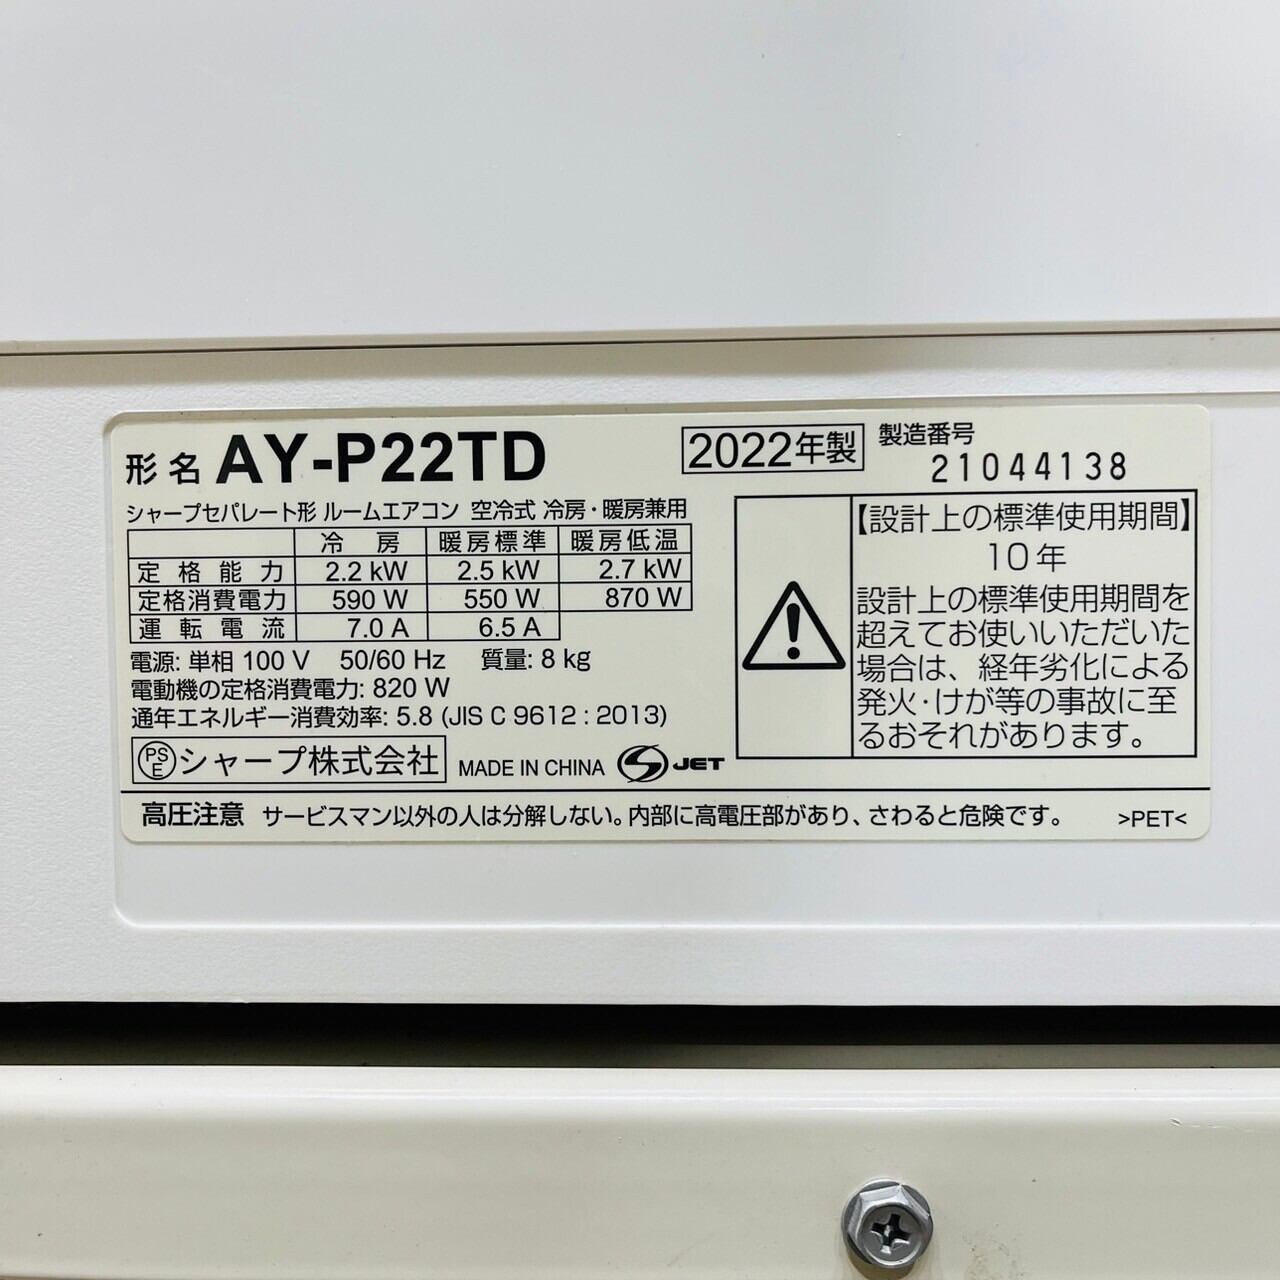 形名 AY-P22TD
2022年製
製造番号
21044138
シャープセパレート形 ルームエアコン 空冷式 冷房・暖房兼用
冷房 暖房標準 暖房低温
定格能力 2.2 kW 2.5 kW 2.7 kW
定格消費電力 590 W 550 W 870 W
運転電流 7.0 A 6.5 A
電源: 単相 100 V 50/60 Hz 質量: 8 kg
電動機の定格消費電力: 820 W
通年エネルギー消費効率: 5.8 (JIS C 9612 : 2013)
PSE シャープ株式会社 MADE IN CHINA S JET
【設計上の標準使用期間】
10年
設計上の標準使用期間を
超えてお使いいただいた
場合は、経年劣化による
発火・けが等の事故に至
るおそれがあります。
高圧注意 サービスマン以外の人は分解しない。内部に高電圧部があり、さわると危険です。 >PET<